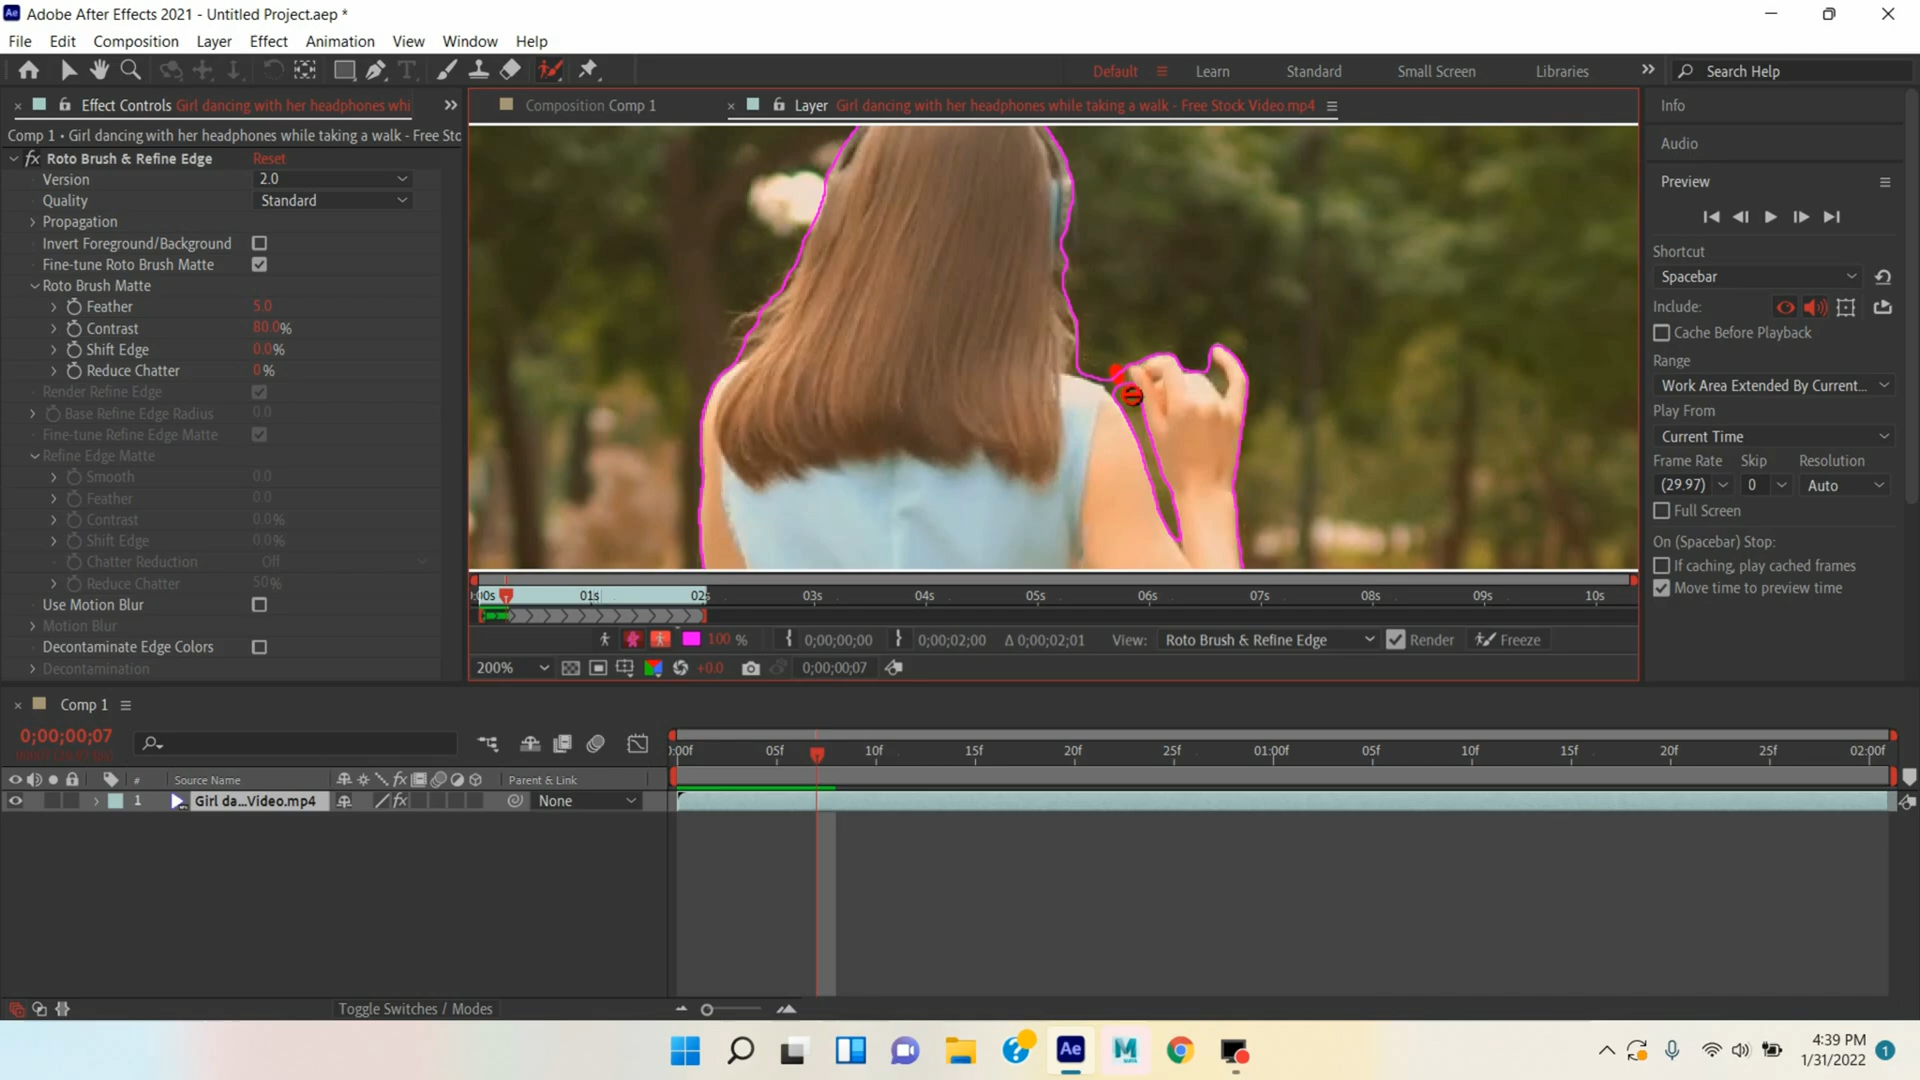 Ae Adobe After Effects 2021 - Untitled Project.aep *
File Edit Composition Layer Effect Animation View Window Help
Default Learn Standard Small Screen Libraries Search Help
Effect Controls Girl dancing with her headphones whi
Comp 1 • Girl dancing with her headphones while taking a walk - Free Sto
fx Roto Brush & Refine Edge Reset
Version 2.0
Quality Standard
Propagation
Invert Foreground/Background
Fine-tune Roto Brush Matte
Roto Brush Matte
Feather 5.0
Contrast 80.0%
Shift Edge 0.0%
Reduce Chatter 0%
Render Refine Edge
Base Refine Edge Radius 0.0
Fine-tune Refine Edge Matte
Refine Edge Matte
Smooth 0.0
Feather 0.0
Contrast 0.0%
Shift Edge 0.0%
Chatter Reduction Off
Reduce Chatter 50%
Use Motion Blur
Motion Blur
Decontaminate Edge Colors
Decontamination
Composition Comp 1
Layer Girl dancing with her headphones while taking a walk - Free Stock Video.mp4
:00s 01s 02s 03s 04s 05s 06s 07s 08s 09s 10s
100 % 0;00;00;00 0;00;02;00 Δ 0;00;02;01 View: Roto Brush & Refine Edge Render Freeze
200% +0.0 0;00;00;07
Info
Audio
Preview
Shortcut
Spacebar
Include:
Cache Before Playback
Range
Work Area Extended By Current...
Play From
Current Time
Frame Rate Skip Resolution
(29.97) 0 Auto
Full Screen
On (Spacebar) Stop:
If caching, play cached frames
Move time to preview time
Comp 1
0;00;00;07
:00f 05f 10f 15f 20f 25f 01:00f 05f 10f 15f 20f 25f 02:00f
# Source Name fx Parent & Link
1 Girl da...Video.mp4 fx None
Toggle Switches / Modes
Ae M
4:39 PM
1/31/2022 1